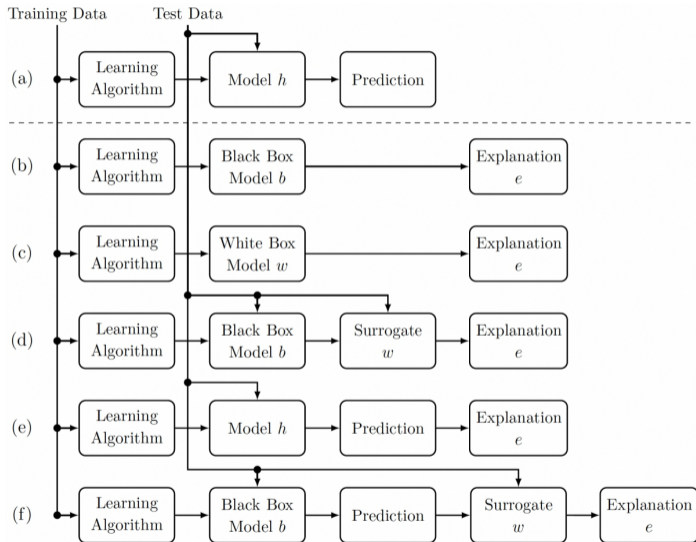 Training Data Test Data
(a) Learning Algorithm Model h Prediction
(b) Learning Algorithm Black Box Model b Explanation e
(c) Learning Algorithm White Box Model w Explanation e
(d) Learning Algorithm Black Box Model b Surrogate w Explanation e
(e) Learning Algorithm Model h Prediction Explanation e
(f) Learning Algorithm Black Box Model b Prediction Surrogate w Explanation e